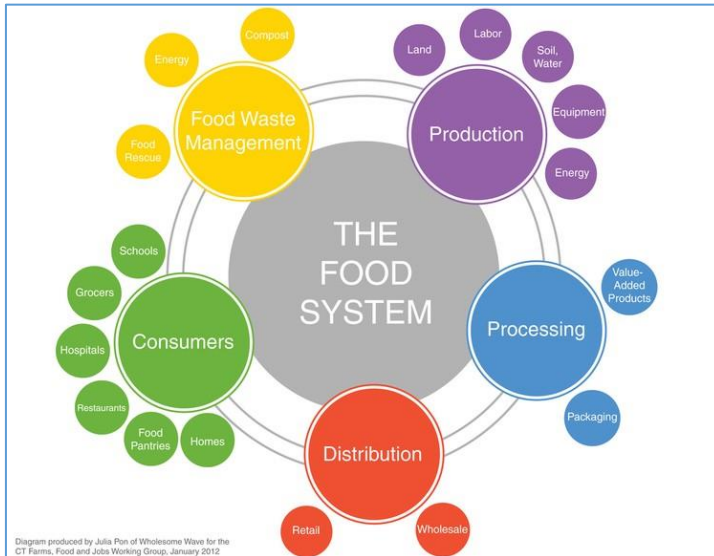 THE
FOOD
SYSTEM
Production
Land
Labor
Soil,
Water
Equipment
Energy
Processing
Value-
Added
Products
Packaging
Distribution
Wholesale
Retail
Consumers
Homes
Food
Pantries
Restaurants
Hospitals
Grocers
Schools
Food Waste
Management
Food
Rescue
Energy
Compost
Diagram produced by Julia Pon of Wholesome Wave for the
CT Farms, Food and Jobs Working Group, January 2012